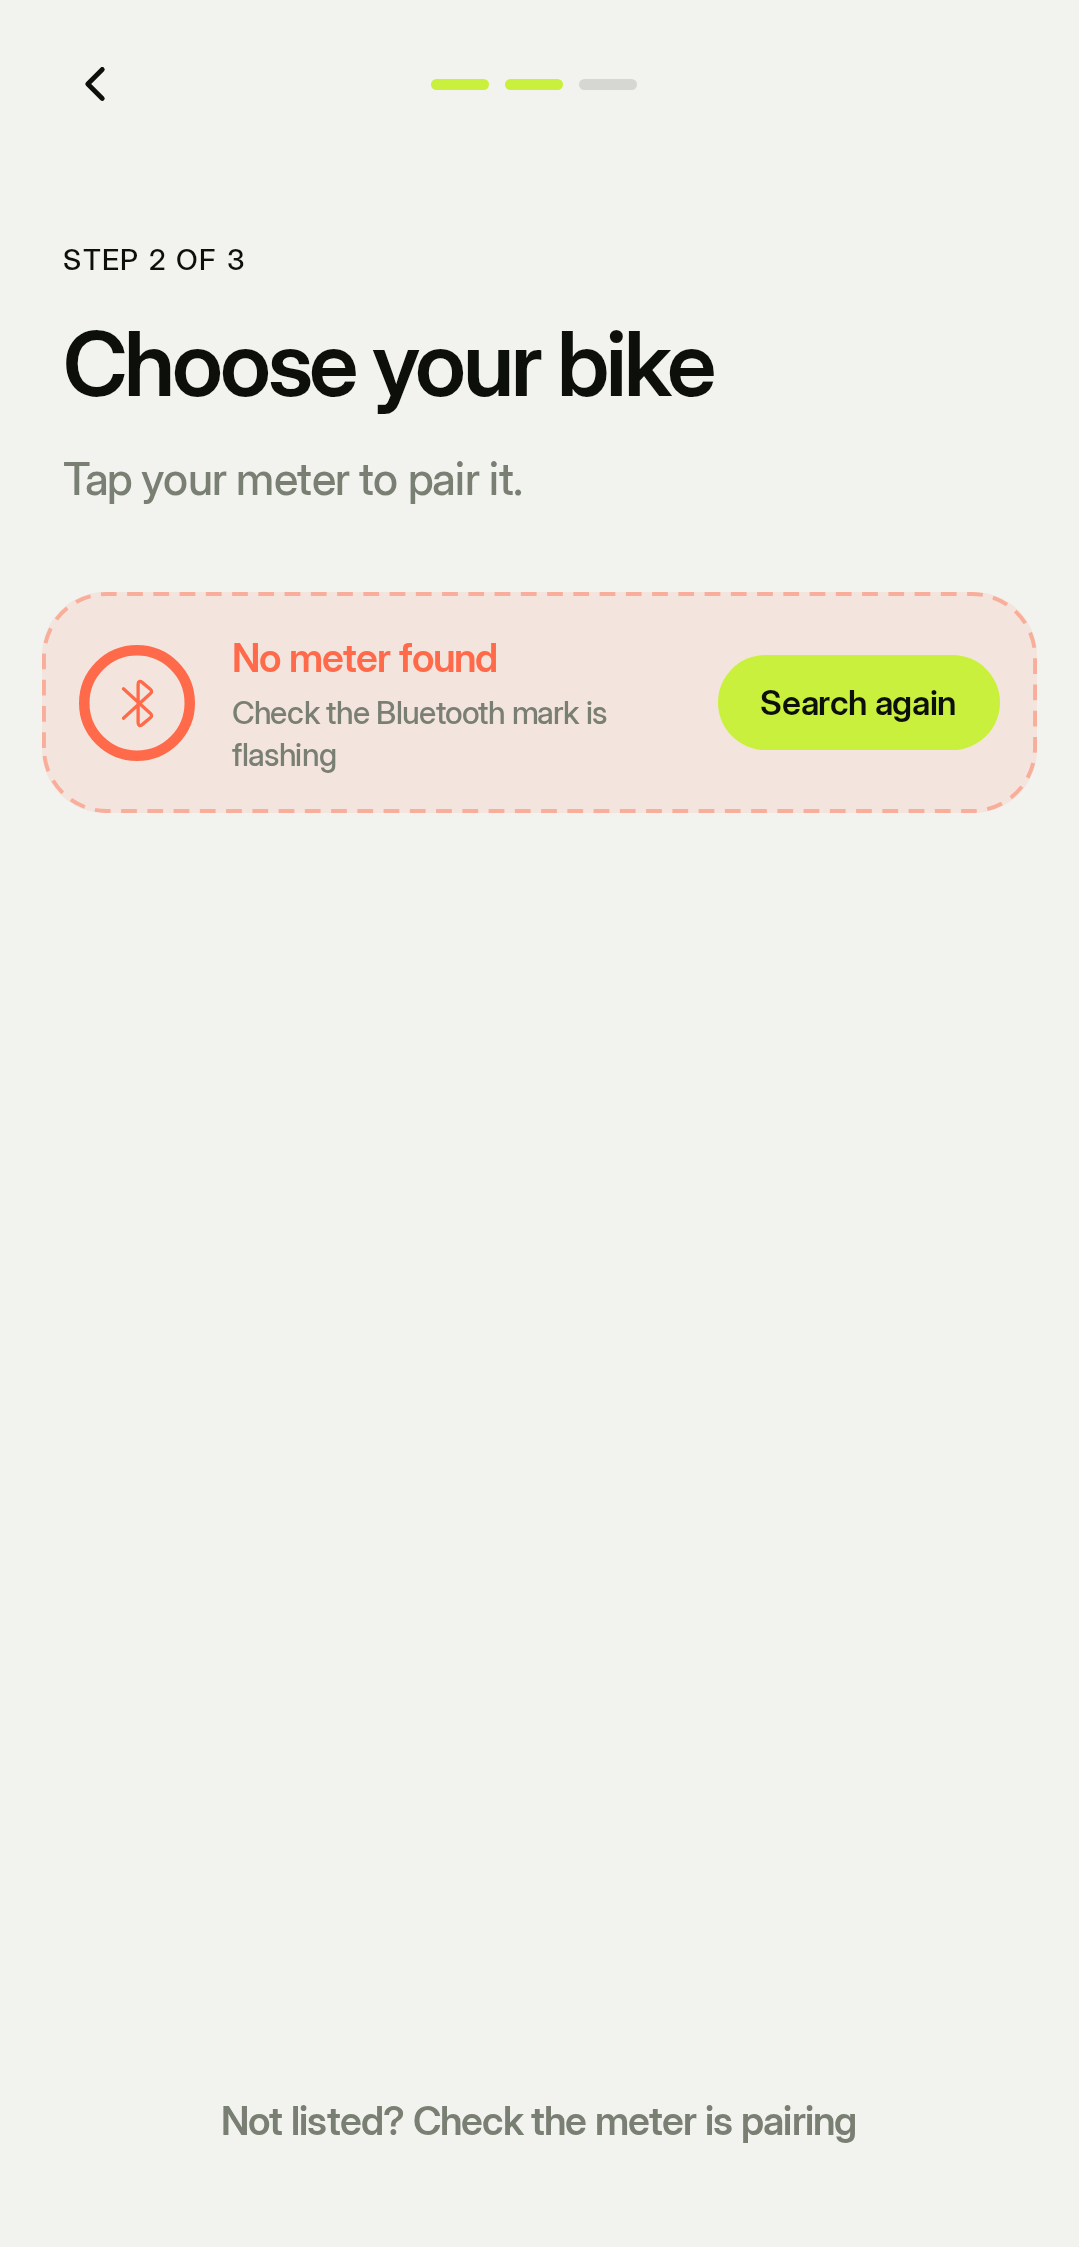 STEP 2 OF 3
Choose your bike
Tap your meter to pair it.
No meter found
Check the Bluetooth mark is
flashing
Search again
Not listed? Check the meter is pairing